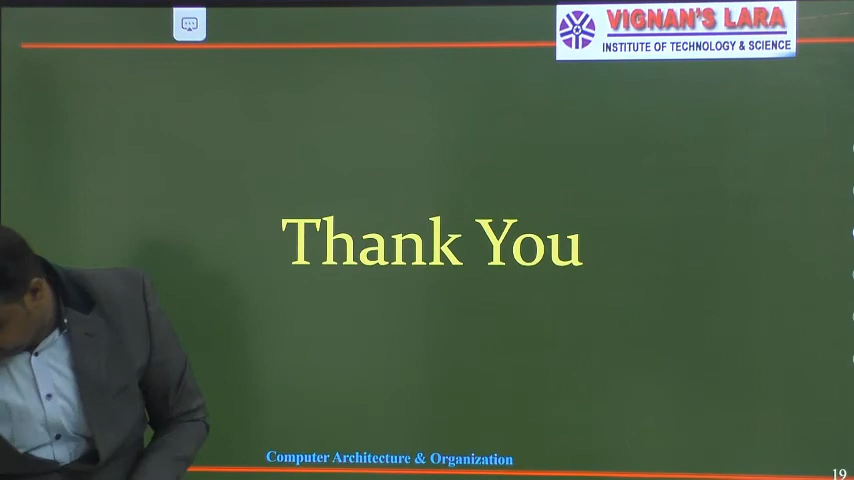 VIGNAN'S LARA
INSTITUTE OF TECHNOLOGY & SCIENCE
Thank You
Computer Architecture & Organization
19